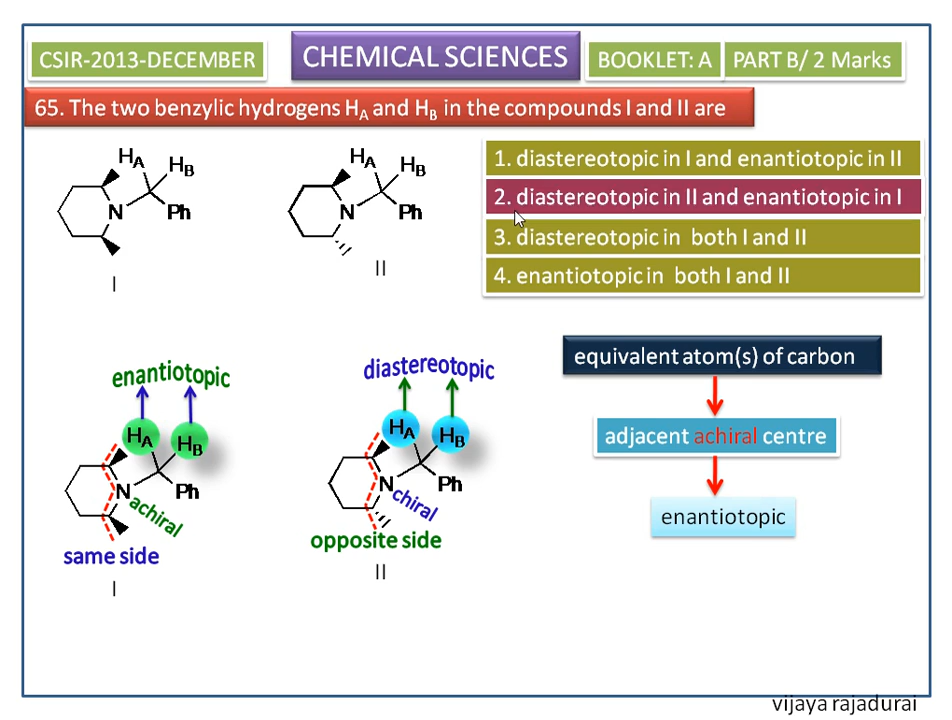 CSIR-2013-DECEMBER
CHEMICAL SCIENCES
BOOKLET: A
PART B/ 2 Marks
65. The two benzylic hydrogens HA and HB in the compounds I and II are
HA
HB
N
Ph
I
HA
HB
N
Ph
II
1. diastereotopic in I and enantiotopic in II
2. diastereotopic in II and enantiotopic in I
3. diastereotopic in both I and II
4. enantiotopic in both I and II
enantiotopic
HA
HB
N
Ph
achiral
same side
I
diastereotopic
HA
HB
N
Ph
chiral
opposite side
II
equivalent atom(s) of carbon
adjacent achiral centre
enantiotopic
vijaya rajadurai